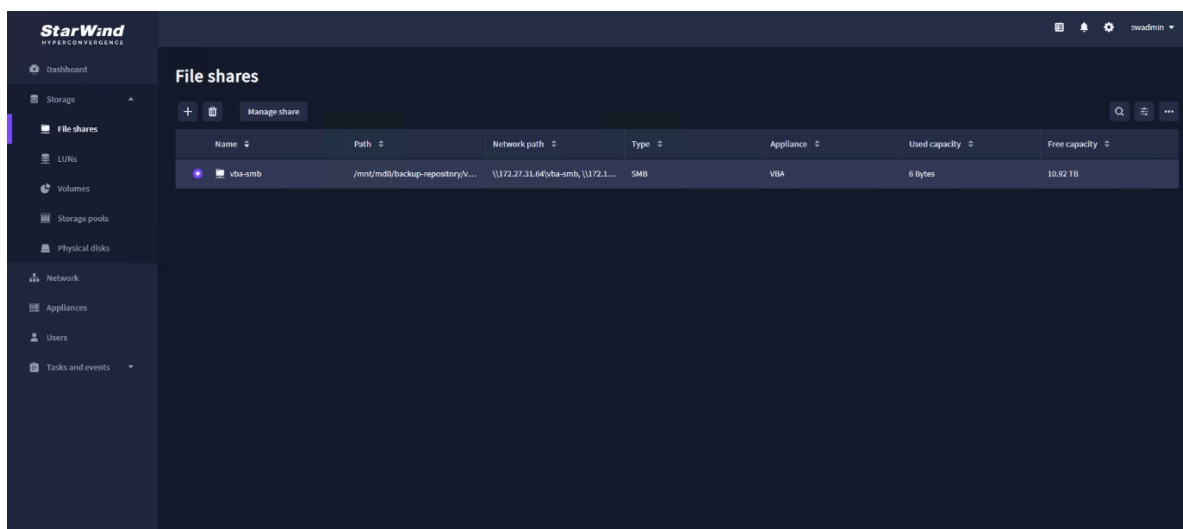 StarWind
HYPERCONVERGENCE
swadmin
Dashboard
Storage
File shares
LUNs
Volumes
Storage pools
Physical disks
Network
Appliances
Users
Tasks and events
File shares
Manage share
Name Path Network path Type Appliance Used capacity Free capacity
vba-smb /mnt/md0/backup-repository/v... \\172.27.31.64\vba-smb, \\172.1... SMB VBA 6 Bytes 10.92 TB